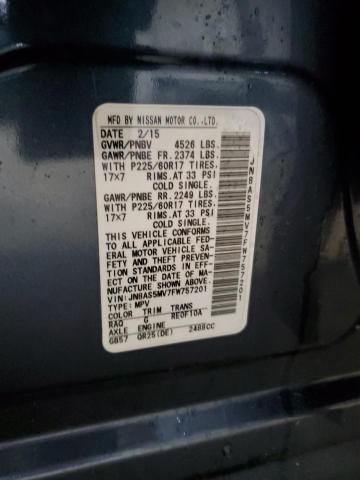 MFD BY NISSAN MOTOR CO.,LTD.
DATE 2/15
GVWR/PNBV 4526 LBS.
GAWR/PNBE FR. 2374 LBS.
WITH P225/60R17 TIRES.
17X7 RIMS.AT 33 PSI
COLD SINGLE.
GAWR/PNBE RR. 2249 LBS.
WITH P225/60R17 TIRES.
17X7 RIMS.AT 33 PSI
COLD SINGLE.
THIS VEHICLE CONFORMS
TO ALL APPLICABLE FED-
ERAL MOTOR VEHICLE SA-
FETY AND THEFT PREVEN-
TION STANDARDS IN EFF-
ECT ON THE DATE OF MA-
NUFACTURE SHOWN ABOVE.
VIN: JN8AS5MV7FW757201
TYPE: MPV
COLOR TRIM TRANS
RAQ G RE0F10A
AXLE ENGINE
GB57 QR25(DE) 2488CC
JN8AS5MV7FW757201